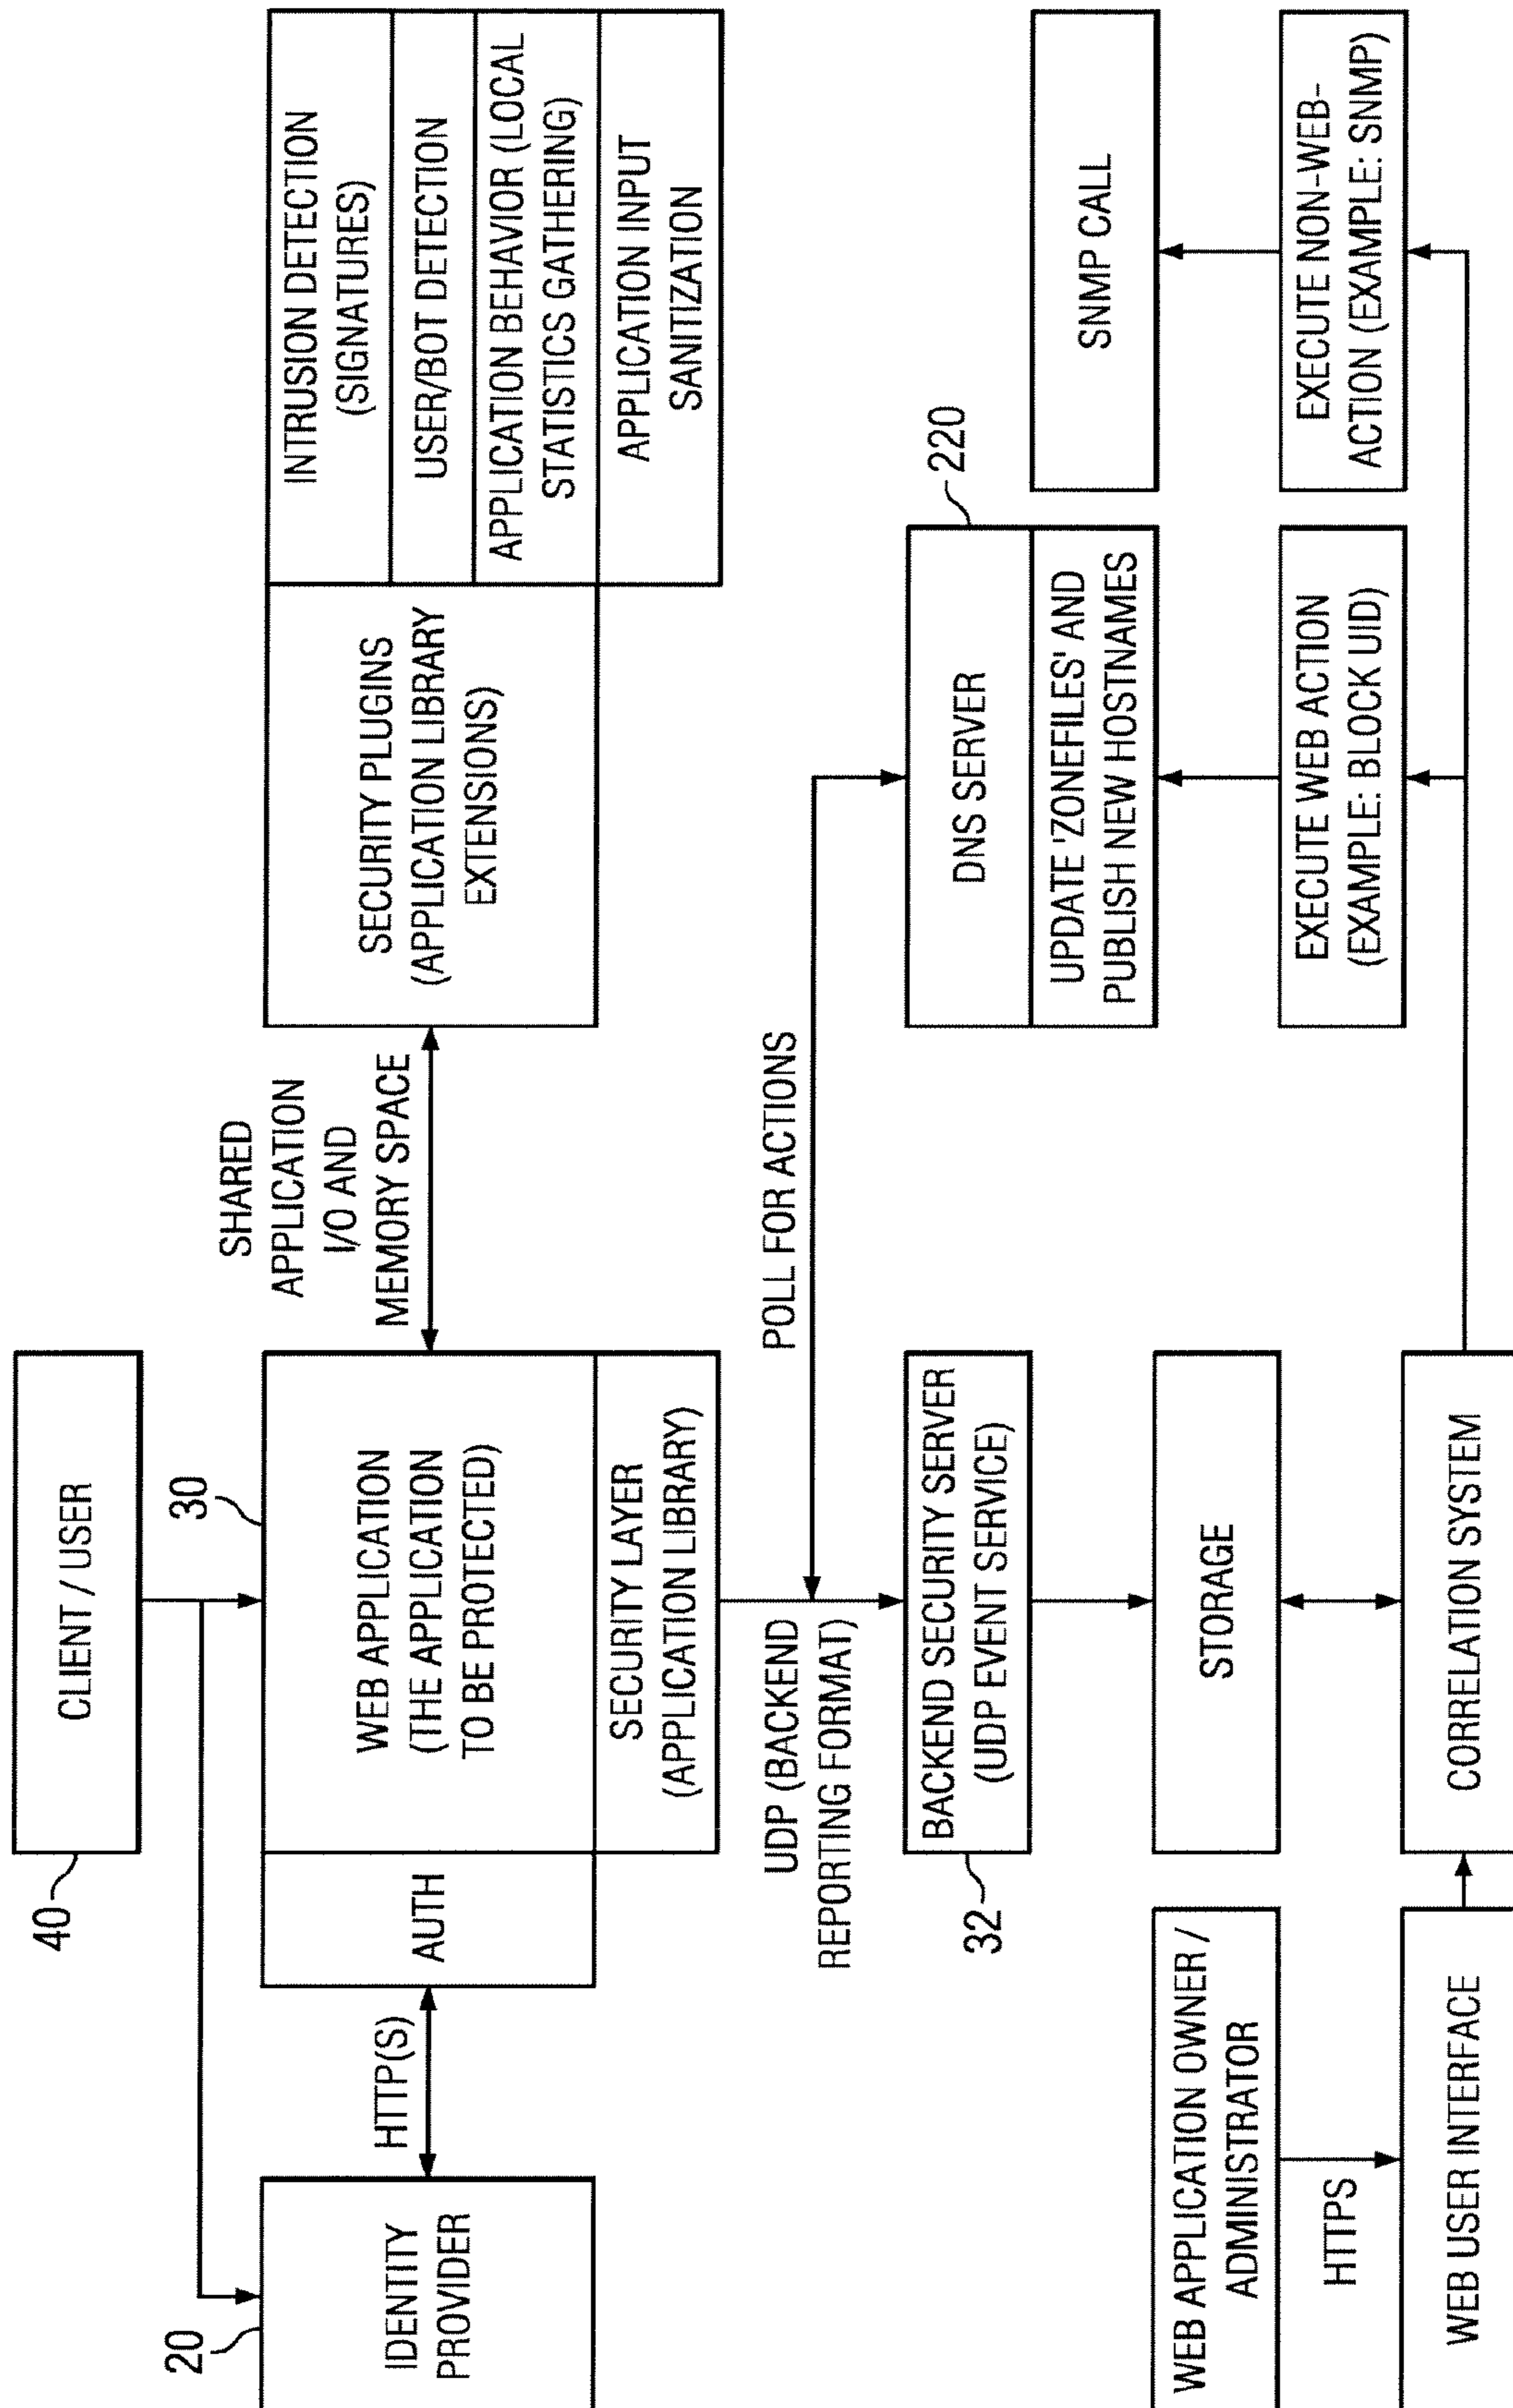 40
CLIENT / USER
20
IDENTITY
PROVIDER
HTTP(S)
AUTH
30
WEB APPLICATION
(THE APPLICATION
TO BE PROTECTED)
SECURITY LAYER
(APPLICATION LIBRARY)
SHARED
APPLICATION
I/O AND
MEMORY SPACE
SECURITY PLUGINS
(APPLICATION LIBRARY
EXTENSIONS)
INTRUSION DETECTION
(SIGNATURES)
USER/BOT DETECTION
APPLICATION BEHAVIOR (LOCAL
STATISTICS GATHERING)
APPLICATION INPUT
SANITIZATION
UDP (BACKEND
REPORTING FORMAT)
POLL FOR ACTIONS
32
BACKEND SECURITY SERVER
(UDP EVENT SERVICE)
220
DNS SERVER
UPDATE 'ZONEFILES' AND
PUBLISH NEW HOSTNAMES
SNMP CALL
WEB APPLICATION OWNER /
ADMINISTRATOR
STORAGE
HTTPS
EXECUTE WEB ACTION
(EXAMPLE: BLOCK UID)
EXECUTE NON-WEB-
ACTION (EXAMPLE: SNMP)
WEB USER INTERFACE
CORRELATION SYSTEM